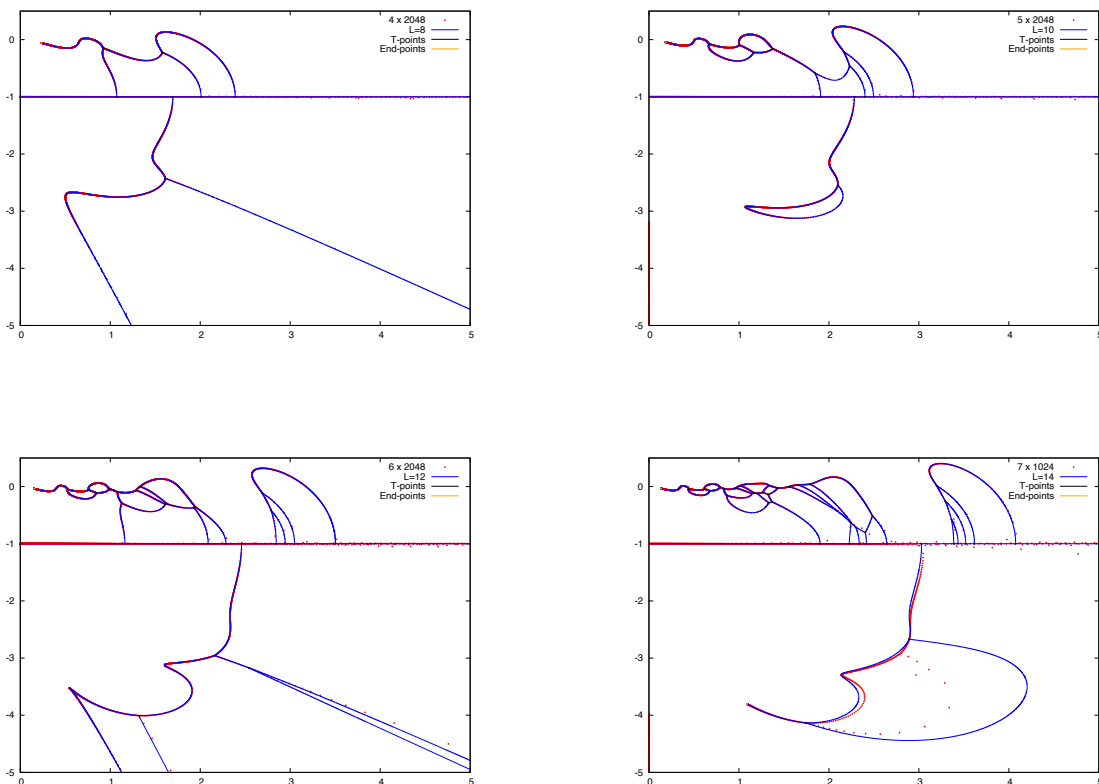 4 x 2048
L=8
T-points
End-points
0
-1
-2
-3
-4
-5
0 1 2 3 4 5
5 x 2048
L=10
T-points
End-points
0
-1
-2
-3
-4
-5
0 1 2 3 4 5
6 x 2048
L=12
T-points
End-points
0
-1
-2
-3
-4
-5
0 1 2 3 4 5
7 x 1024
L=14
T-points
End-points
0
-1
-2
-3
-4
-5
0 1 2 3 4 5